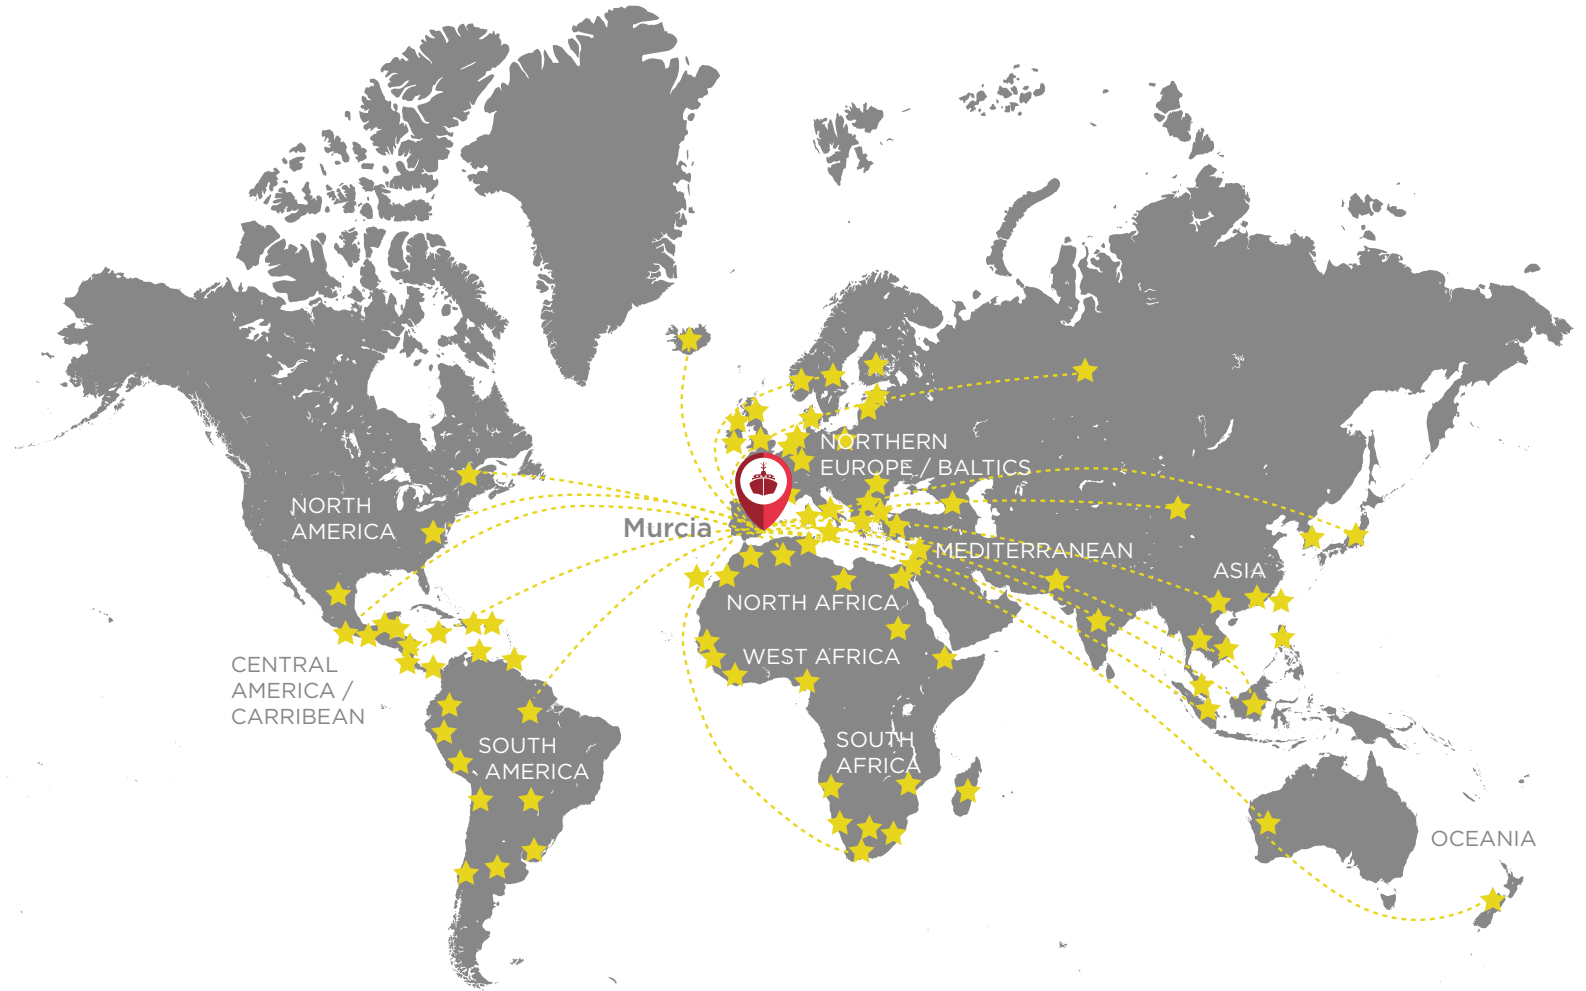 NORTHERN
EUROPE / BALTICS
NORTH
AMERICA
Murcia
MEDITERRANEAN
ASIA
NORTH AFRICA
WEST AFRICA
CENTRAL
AMERICA /
CARRIBEAN
SOUTH
AMERICA
SOUTH
AFRICA
OCEANIA